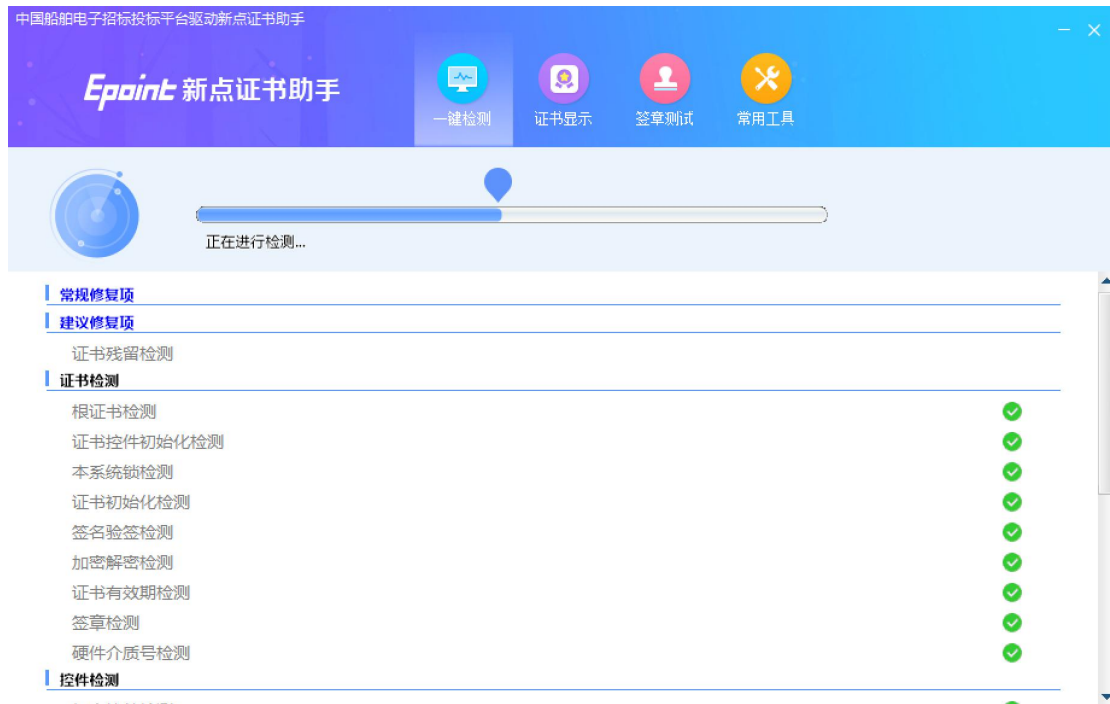 中国船舶电子招标投标平台驱动新点证书助手
Epoint 新点证书助手
一键检测 证书显示 签章测试 常用工具
正在进行检测...
常规修复项
建议修复项
证书残留检测
证书检测
根证书检测
证书控件初始化检测
本系统锁检测
证书初始化检测
签名验签检测
加密解密检测
证书有效期检测
签章检测
硬件介质号检测
控件检测